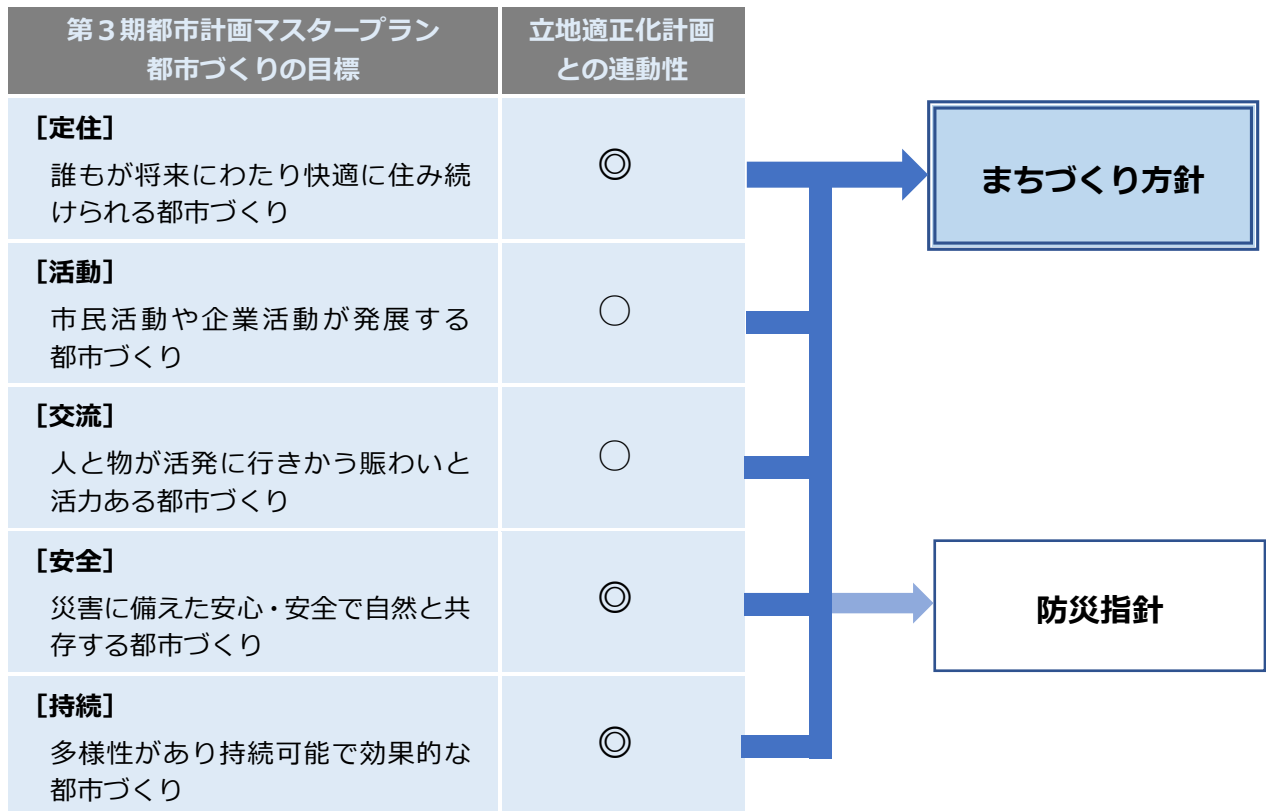 第３期都市計画マスタープラン
都市づくりの目標
立地適正化計画
との連動性
［定住］
誰もが将来にわたり快適に住み続
けられる都市づくり
◎
［活動］
市民活動や企業活動が発展する
都市づくり
○
［交流］
人と物が活発に行きかう賑わいと
活力ある都市づくり
○
［安全］
災害に備えた安心・安全で自然と共
存する都市づくり
◎
［持続］
多様性があり持続可能で効果的な
都市づくり
◎
まちづくり方針
防災指針